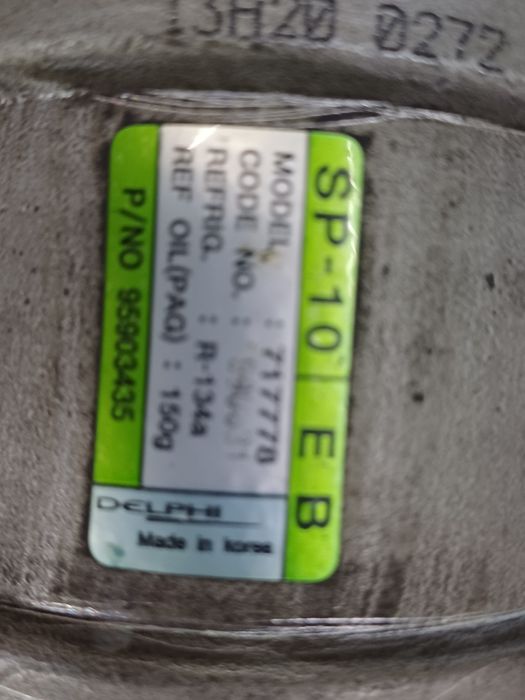 13H20 0272
SP-10 EB
MODEL : 717778
CODE NO. :
REFRIG. : R-134a
REF OIL(PAG) : 150g
P/NO 95903435
DELPHI
Made in korea